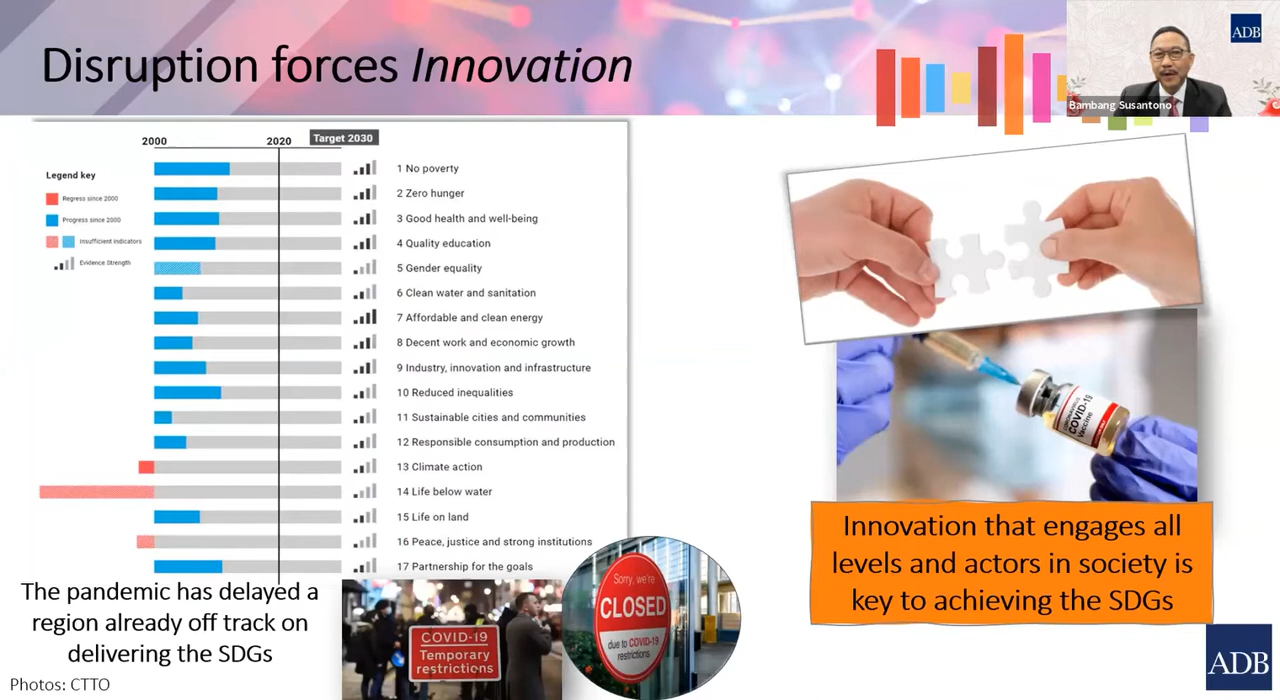 Disruption forces Innovation
ADB
Bambang Susantono
2000
2020
Target 2030
Legend key
Regress since 2000
Progress since 2000
Insufficient indicators
Evidence Strength
1 No poverty
2 Zero hunger
3 Good health and well-being
4 Quality education
5 Gender equality
6 Clean water and sanitation
7 Affordable and clean energy
8 Decent work and economic growth
9 Industry, innovation and infrastructure
10 Reduced inequalities
11 Sustainable cities and communities
12 Responsible consumption and production
13 Climate action
14 Life below water
15 Life on land
16 Peace, justice and strong institutions
17 Partnership for the goals
The pandemic has delayed a
region already off track on
delivering the SDGs
Photos: CTTO
COVID-19
Temporary
restrictions
Sorry, we're
CLOSED
due to COVID-19
restrictions
CORONAVIRUS
COVID-19
Vaccine
Innovation that engages all
levels and actors in society is
key to achieving the SDGs
ADB